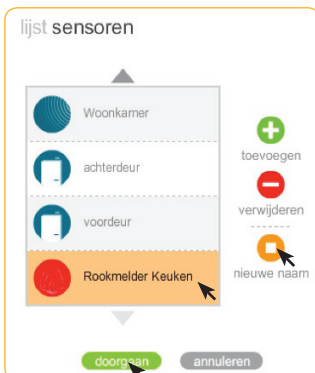 lijst sensoren
Woonkamer
achterdeur
voordeur
Rookmelder Keuken
toevoegen
verwijderen
nieuwe naam
doorgaan
annuleren